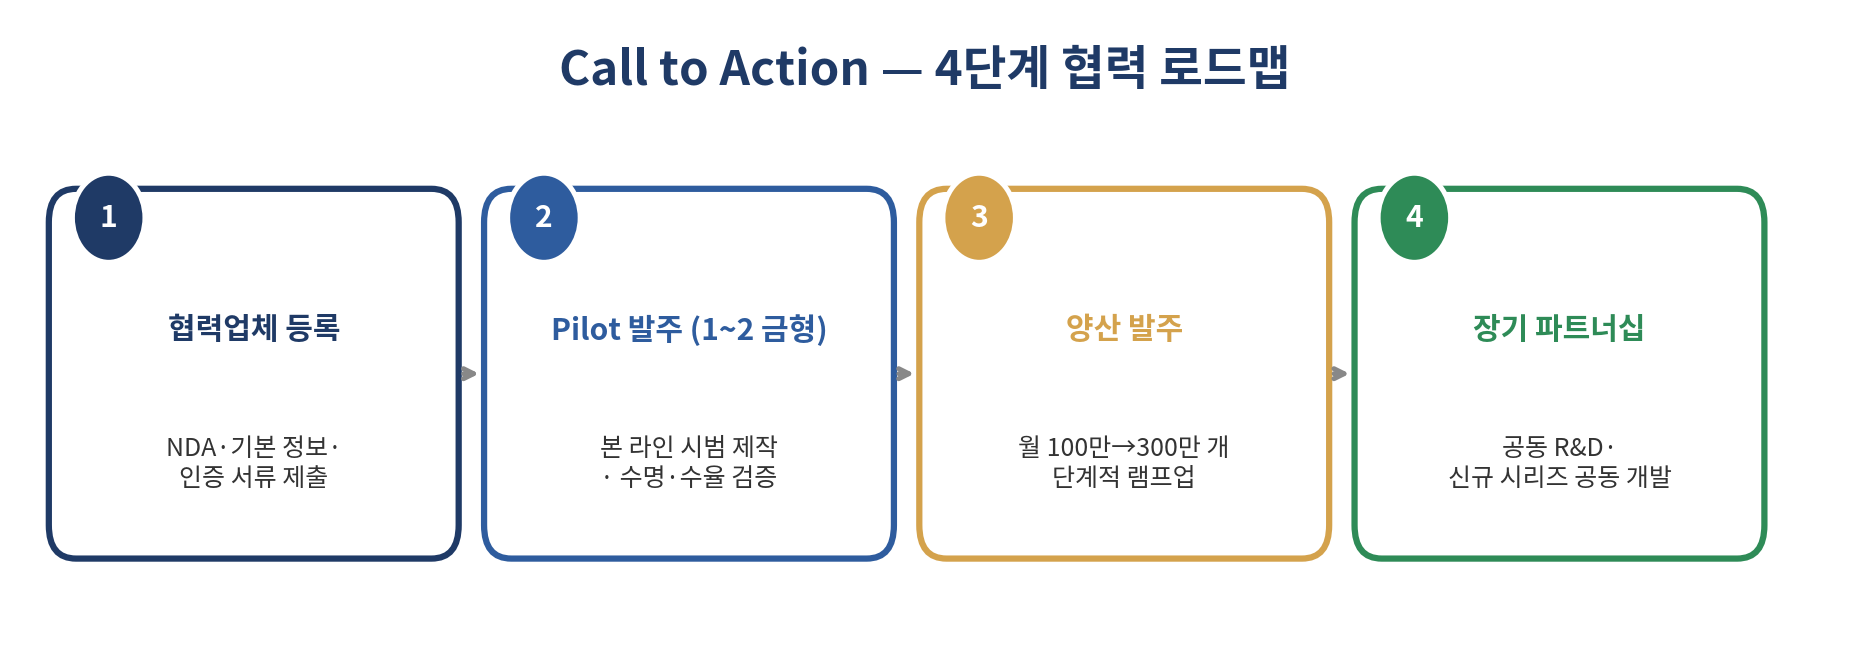 Call to Action — 4단계 협력 로드맵
1
협력업체 등록
NDA·기본 정보·
인증 서류 제출
2
Pilot 발주 (1~2 금형)
본 라인 시범 제작
· 수명·수율 검증
3
양산 발주
월 100만→300만 개
단계적 램프업
4
장기 파트너십
공동 R&D·
신규 시리즈 공동 개발